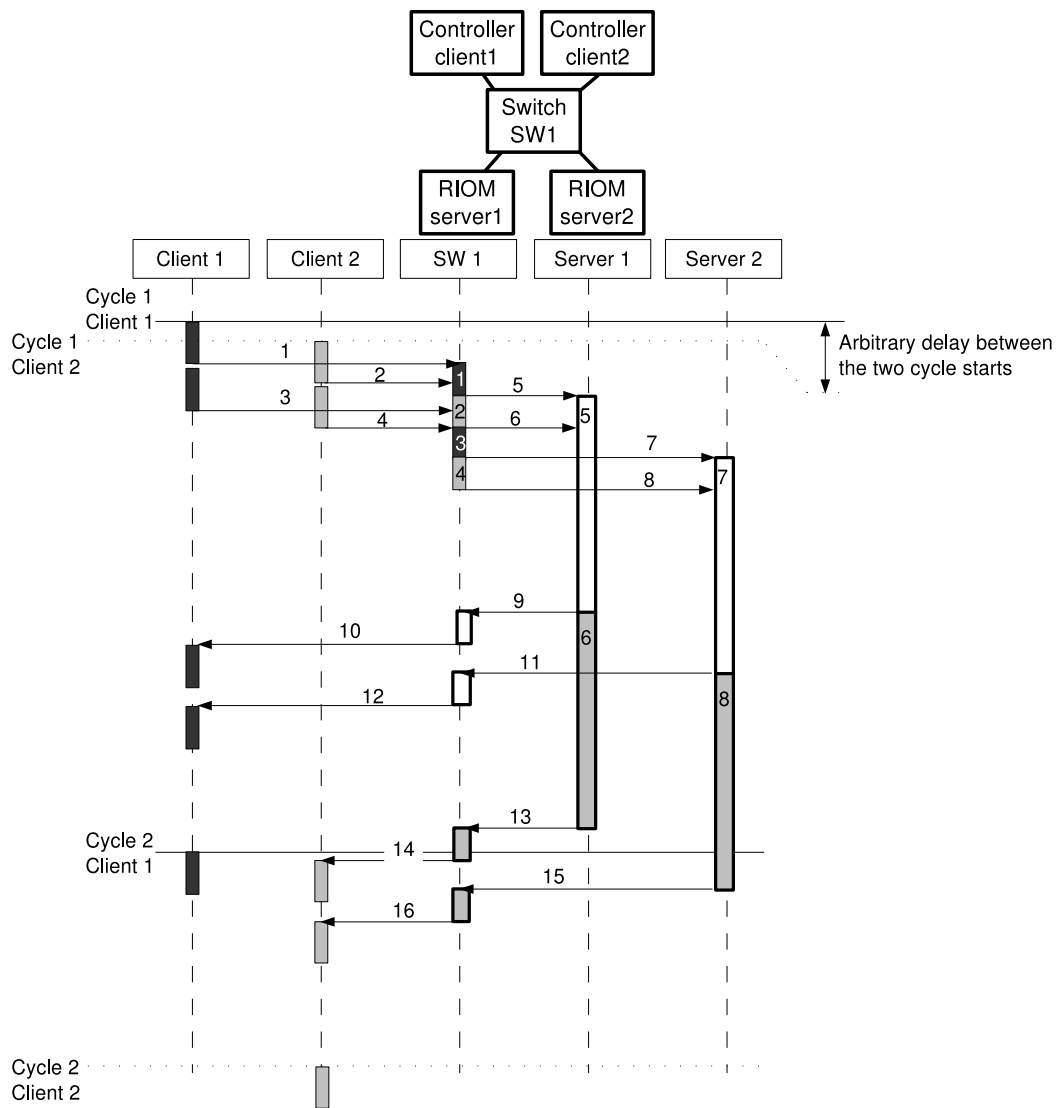 Controller
client1
Controller
client2
Switch
SW1
RIOM
server1
RIOM
server2
Client 1
Client 2
SW 1
Server 1
Server 2
Cycle 1
Client 1
Cycle 1
Client 2
Arbitrary delay between
the two cycle starts
1
2
1
5
5
3
2
4
6
3
7
4
7
8
9
6
10
11
8
12
13
Cycle 2
Client 1
14
15
16
Cycle 2
Client 2